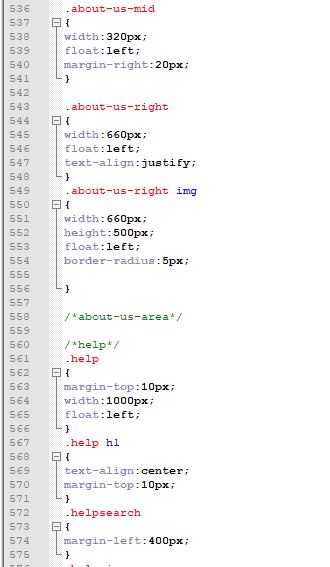 536 .about-us-mid
537 {
538 width:320px;
539 float:left;
540 margin-right:20px;
541 }
542
543 .about-us-right
544 {
545 width:660px;
546 float:left;
547 text-align:justify;
548 }
549 .about-us-right img
550 {
551 width:660px;
552 height:500px;
553 float:left;
554 border-radius:5px;
555
556 }
557
558 /*about-us-area*/
559
560 /*help*/
561 .help
562 {
563 margin-top:10px;
564 width:1000px;
565 float:left;
566 }
567 .help h1
568 {
569 text-align:center;
570 margin-top:10px;
571 }
572 .helpsearch
573 {
574 margin-left:400px;
575 }